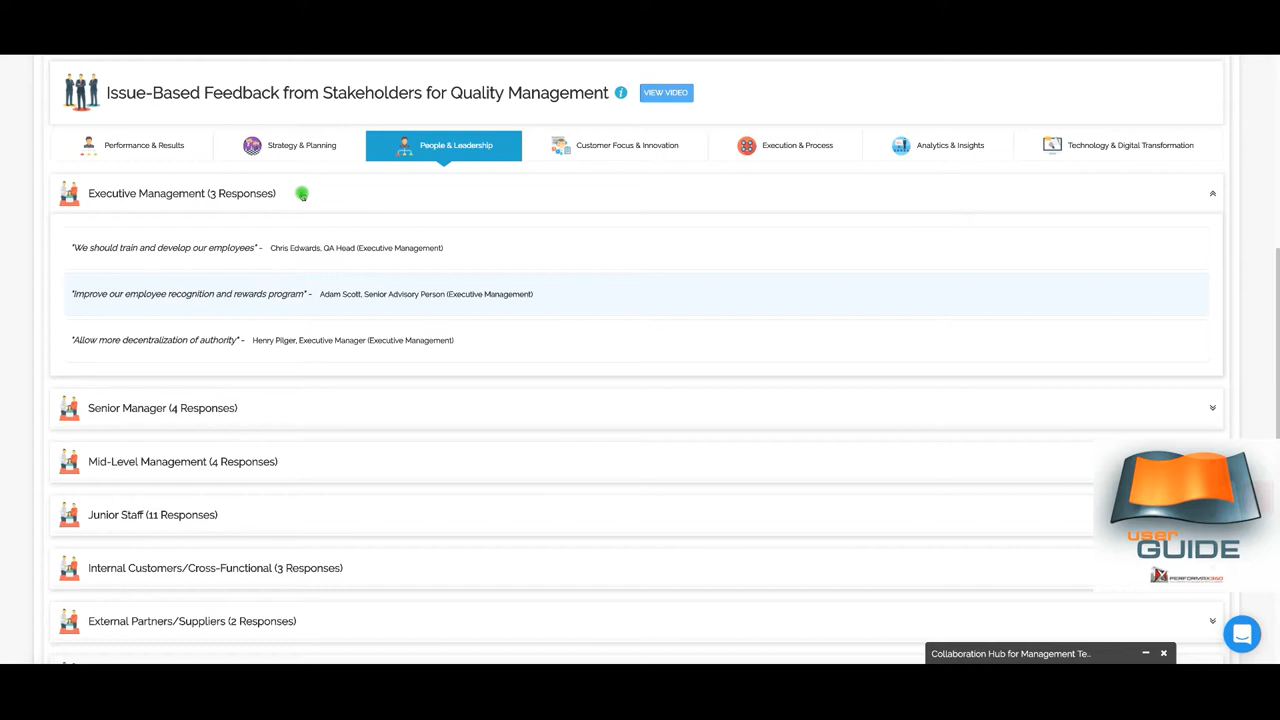 Issue-Based Feedback from Stakeholders for Quality Management i VIEW VIDEO
Performance & Results Strategy & Planning People & Leadership Customer Focus & Innovation Execution & Process Analytics & Insights Technology & Digital Transformation
Executive Management (3 Responses)
"We should train and develop our employees" - Chris Edwards, QA Head (Executive Management)
"Improve our employee recognition and rewards program" - Adam Scott, Senior Advisory Person (Executive Management)
"Allow more decentralization of authority" - Henry Pilger, Executive Manager (Executive Management)
Senior Manager (4 Responses)
Mid-Level Management (4 Responses)
Junior Staff (11 Responses)
Internal Customers/Cross-Functional (3 Responses)
External Partners/Suppliers (2 Responses)
user
GUIDE
PERFORMIX360
Collaboration Hub for Management Te...